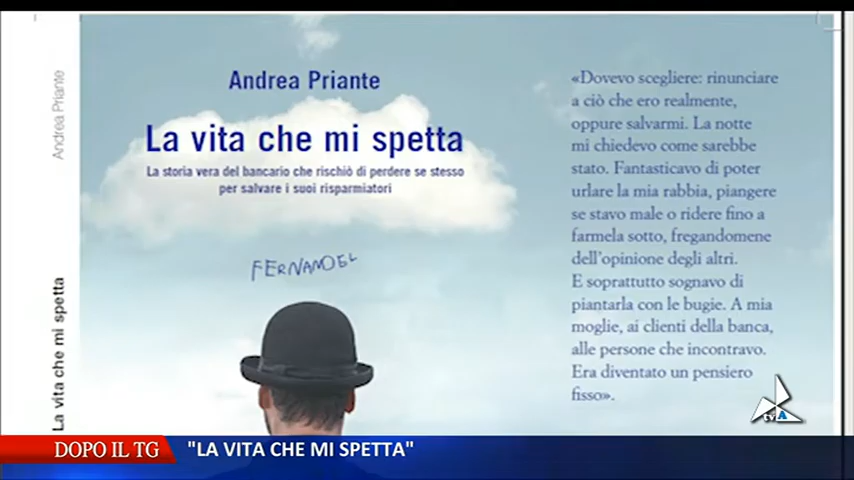 Andrea Priante
La vita che mi spetta
Andrea Priante
La vita che mi spetta
La storia vera del bancario che rischiò di perdere se stesso
per salvare i suoi risparmiatori
FERNANDEL
«Dovevo scegliere: rinunciare
a ciò che ero realmente,
oppure salvarmi. La notte
mi chiedevo come sarebbe
stato. Fantasticavo di poter
urlare la mia rabbia, piangere
se stavo male o ridere fino a
farmela sotto, fregandomene
dell'opinione degli altri.
E soprattutto sognavo di
piantarla con le bugie. A mia
moglie, ai clienti della banca,
alle persone che incontravo.
Era diventato un pensiero
fisso».
tvA
DOPO IL TG
"LA VITA CHE MI SPETTA"